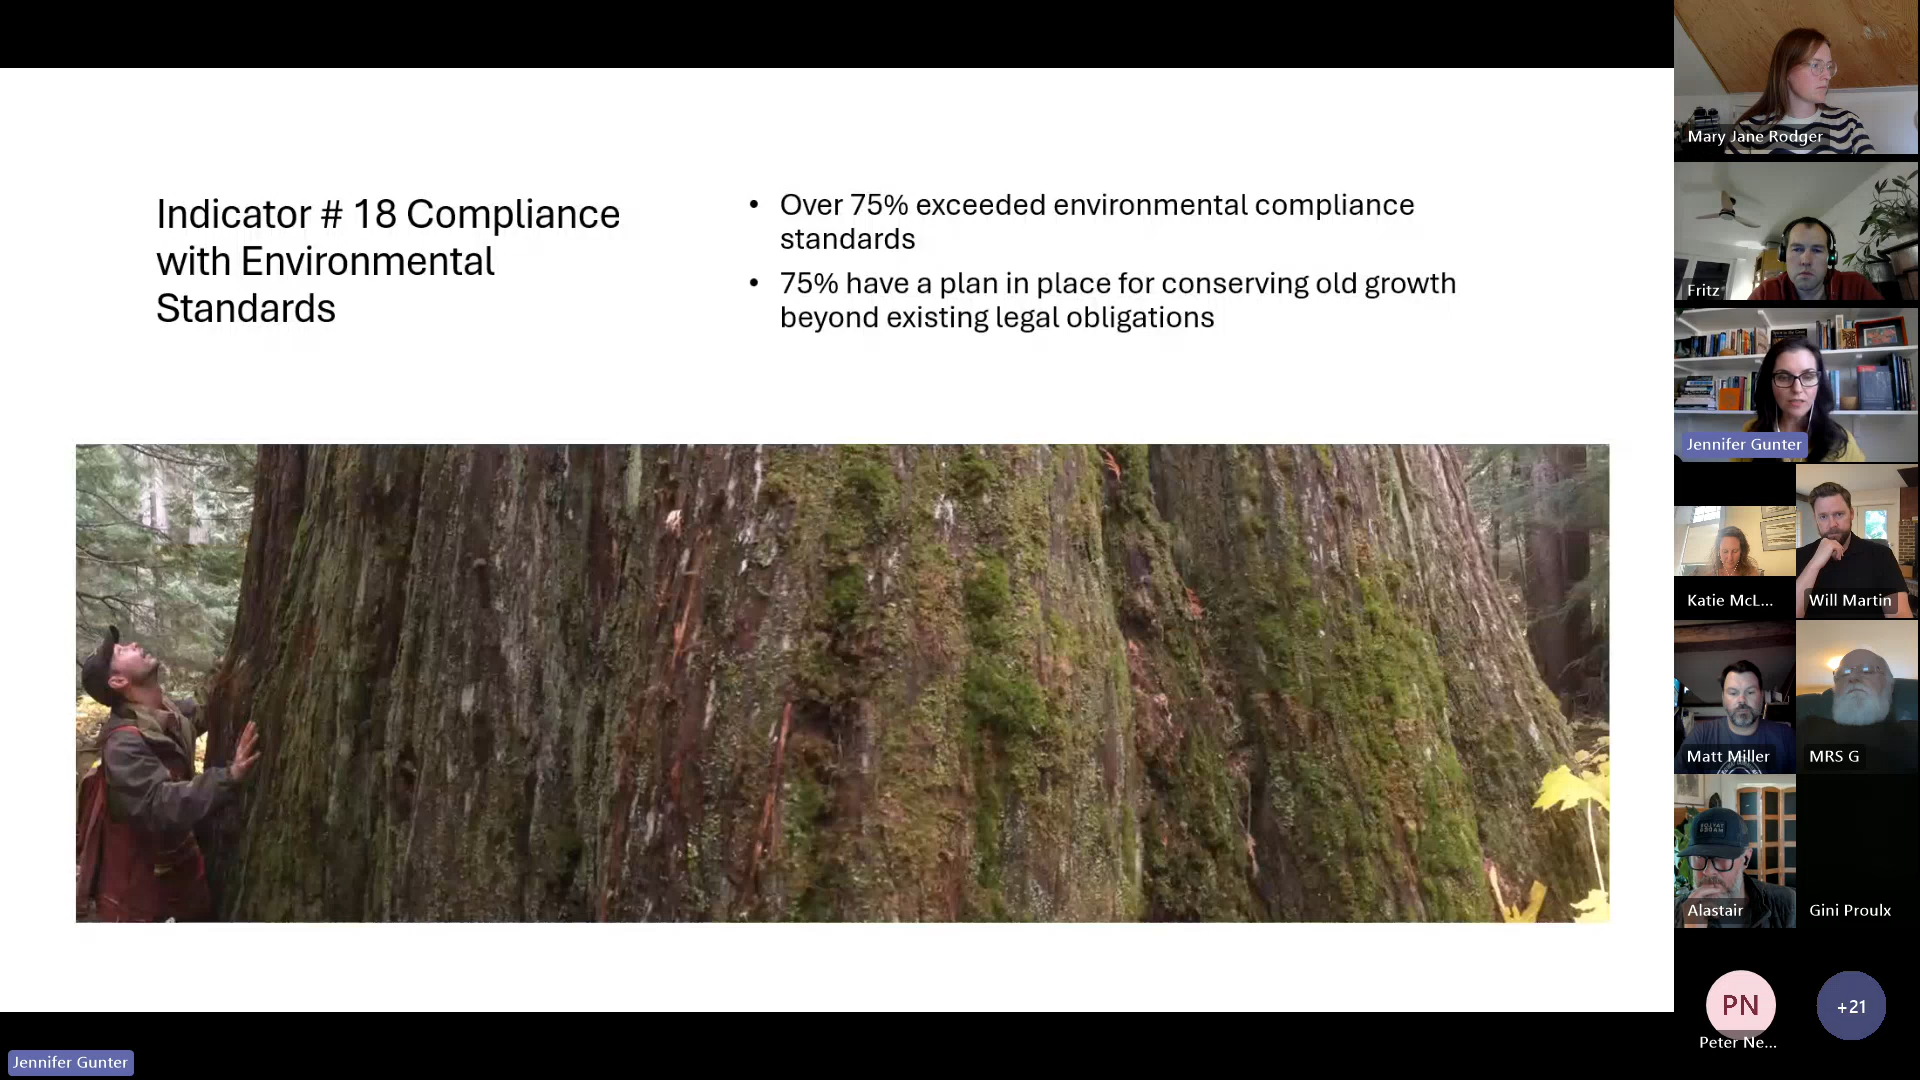 Indicator # 18 Compliance
with Environmental
Standards
• Over 75% exceeded environmental compliance
standards
• 75% have a plan in place for conserving old growth
beyond existing legal obligations
Mary Jane Rodger
Fritz
Jennifer Gunter
Katie McL...
Will Martin
Matt Miller
MRS G
Alastair
Gini Proulx
PN
Peter Ne...
+21
Jennifer Gunter